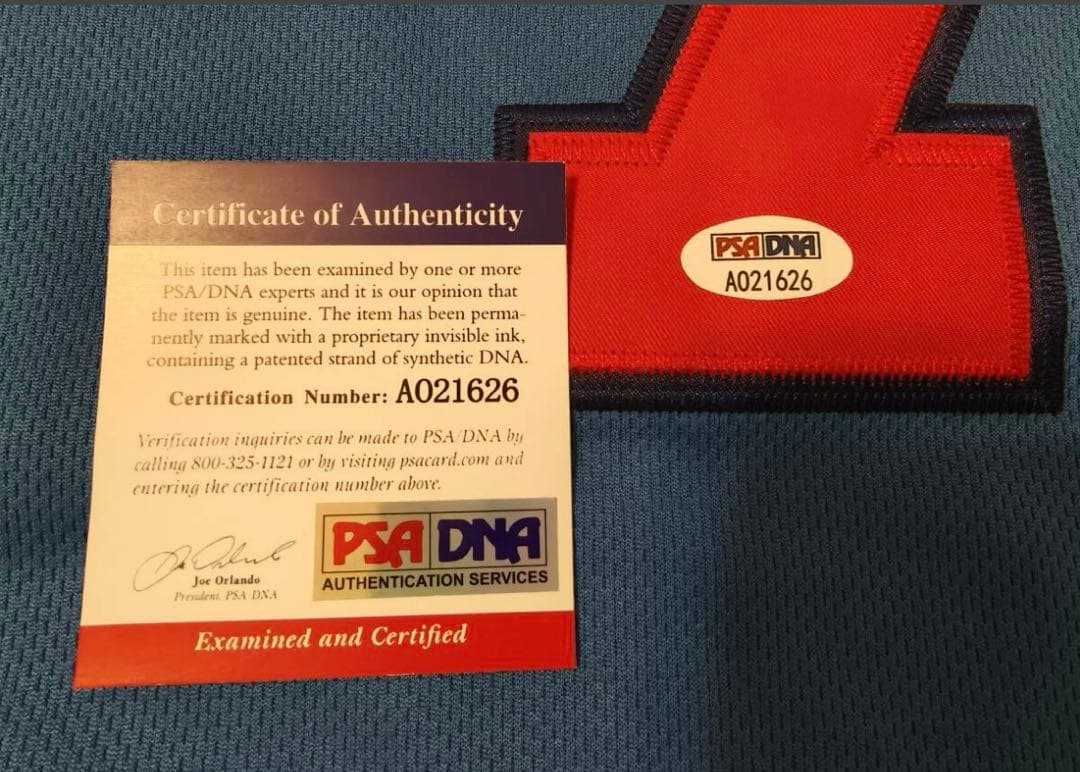 Certificate of Authenticity
This item has been examined by one or more
PSA/DNA experts and it is our opinion that
the item is genuine. The item has been perma-
nently marked with a proprietary invisible ink,
containing a patented strand of synthetic DNA.
Certification Number: A021626
Verification inquiries can be made to PSA/DNA by
calling 800-325-1121 or by visiting psacard.com and
entering the certification number above.
Joe Orlando
President, PSA DNA
PSA DNA
AUTHENTICATION SERVICES
Examined and Certified
PSA DNA
A021626